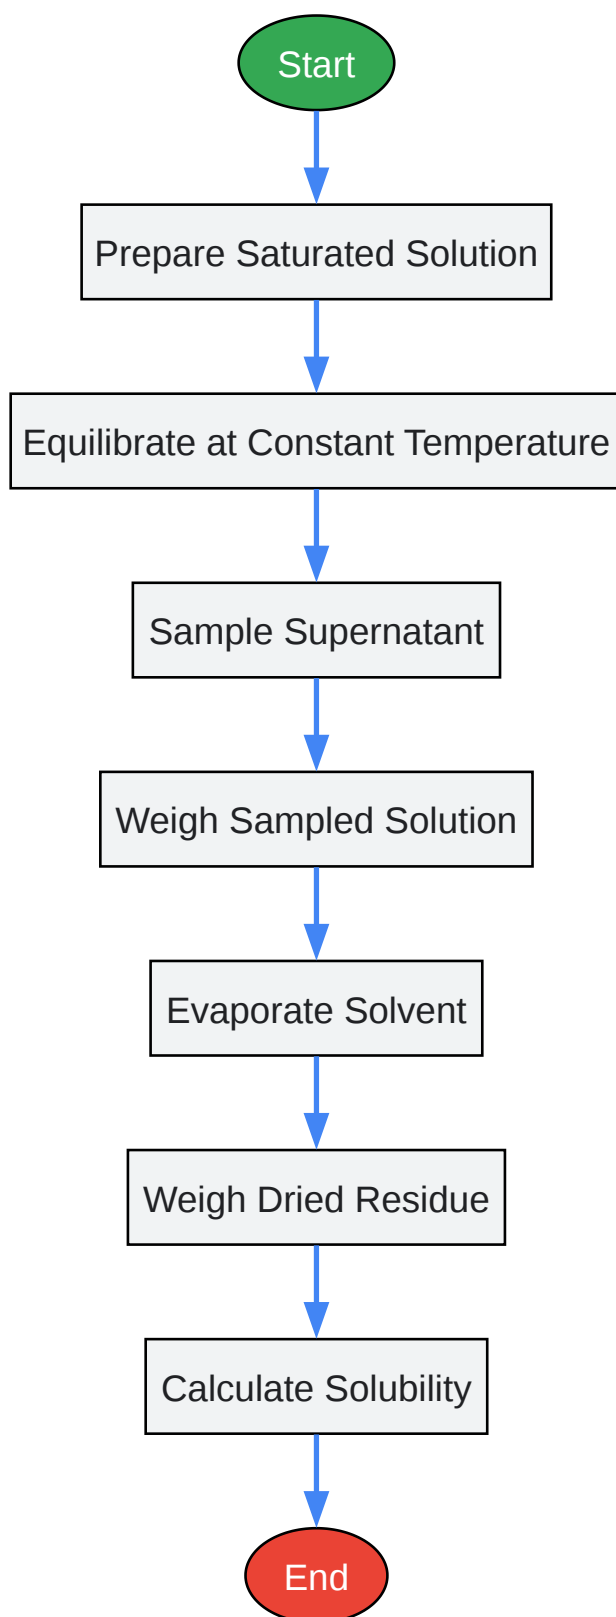 Start
Prepare Saturated Solution
Equilibrate at Constant Temperature
Sample Supernatant
Weigh Sampled Solution
Evaporate Solvent
Weigh Dried Residue
Calculate Solubility
End